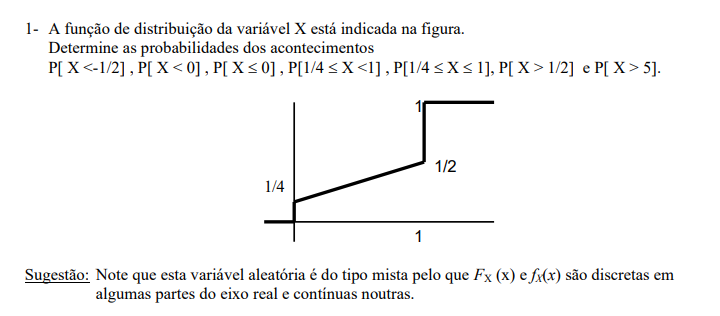 1- A função de distribuição da variável X está indicada na figura.
Determine as probabilidades dos acontecimentos
P[ X <-1/2] , P[ X < 0] , P[ X ≤ 0] , P[1/4 ≤ X <1] , P[1/4 ≤ X ≤ 1], P[ X > 1/2] e P[ X > 5].
1
1/2
1/4
1
Sugestão: Note que esta variável aleatória é do tipo mista pelo que FX (x) e fX(x) são discretas em
algumas partes do eixo real e contínuas noutras.